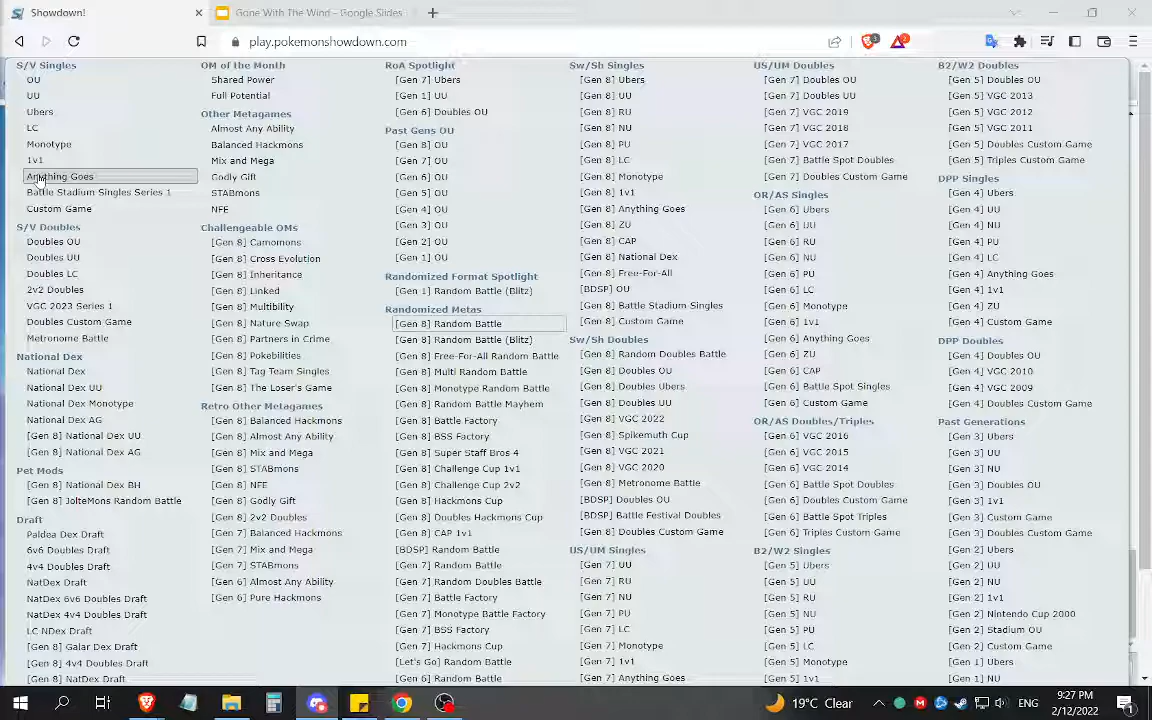 Showdown!
Gone With The Wind – Google Slides
play.pokemonshowdown.com
S/V Singles
OU
UU
Ubers
LC
Monotype
1v1
Anything Goes
Battle Stadium Singles Series 1
Custom Game
S/V Doubles
Doubles OU
Doubles UU
Doubles LC
2v2 Doubles
VGC 2023 Series 1
Doubles Custom Game
Metronome Battle
National Dex
National Dex
National Dex UU
National Dex Monotype
National Dex AG
[Gen 8] National Dex UU
[Gen 8] National Dex AG
Pet Mods
[Gen 8] National Dex BH
[Gen 8] JolteMons Random Battle
Draft
Paldea Dex Draft
6v6 Doubles Draft
4v4 Doubles Draft
NatDex Draft
NatDex 6v6 Doubles Draft
NatDex 4v4 Doubles Draft
LC NDex Draft
[Gen 8] Galar Dex Draft
[Gen 8] 4v4 Doubles Draft
[Gen 8] NatDex Draft
OM of the Month
Shared Power
Full Potential
Other Metagames
Almost Any Ability
Balanced Hackmons
Mix and Mega
Godly Gift
STABmons
NFE
Challengeable OMs
[Gen 8] Camomons
[Gen 8] Cross Evolution
[Gen 8] Inheritance
[Gen 8] Linked
[Gen 8] Multibility
[Gen 8] Nature Swap
[Gen 8] Partners in Crime
[Gen 8] Pokebilities
[Gen 8] Tag Team Singles
[Gen 8] The Loser's Game
Retro Other Metagames
[Gen 8] Balanced Hackmons
[Gen 8] Almost Any Ability
[Gen 8] Mix and Mega
[Gen 8] STABmons
[Gen 8] NFE
[Gen 8] Godly Gift
[Gen 8] 2v2 Doubles
[Gen 7] Balanced Hackmons
[Gen 7] Mix and Mega
[Gen 7] STABmons
[Gen 6] Almost Any Ability
[Gen 6] Pure Hackmons
RoA Spotlight
[Gen 7] Ubers
[Gen 1] UU
[Gen 6] Doubles OU
Past Gens OU
[Gen 8] OU
[Gen 7] OU
[Gen 6] OU
[Gen 5] OU
[Gen 4] OU
[Gen 3] OU
[Gen 2] OU
[Gen 1] OU
Randomized Format Spotlight
[Gen 1] Random Battle (Blitz)
Randomized Metas
[Gen 8] Random Battle
[Gen 8] Random Battle (Blitz)
[Gen 8] Free-For-All Random Battle
[Gen 8] Multi Random Battle
[Gen 8] Monotype Random Battle
[Gen 8] Random Battle Mayhem
[Gen 8] Battle Factory
[Gen 8] BSS Factory
[Gen 8] Super Staff Bros 4
[Gen 8] Challenge Cup 1v1
[Gen 8] Challenge Cup 2v2
[Gen 8] Hackmons Cup
[Gen 8] Doubles Hackmons Cup
[Gen 8] CAP 1v1
[BDSP] Random Battle
[Gen 7] Random Battle
[Gen 7] Random Doubles Battle
[Gen 7] Battle Factory
[Gen 7] Monotype Battle Factory
[Gen 7] BSS Factory
[Gen 7] Hackmons Cup
[Let's Go] Random Battle
[Gen 6] Random Battle
Sw/Sh Singles
[Gen 8] Ubers
[Gen 8] UU
[Gen 8] RU
[Gen 8] NU
[Gen 8] PU
[Gen 8] LC
[Gen 8] Monotype
[Gen 8] 1v1
[Gen 8] Anything Goes
[Gen 8] ZU
[Gen 8] CAP
[Gen 8] National Dex
[Gen 8] Free-For-All
[BDSP] OU
[Gen 8] Battle Stadium Singles
[Gen 8] Custom Game
Sw/Sh Doubles
[Gen 8] Random Doubles Battle
[Gen 8] Doubles OU
[Gen 8] Doubles Ubers
[Gen 8] Doubles UU
[Gen 8] VGC 2022
[Gen 8] Spikemuth Cup
[Gen 8] VGC 2021
[Gen 8] VGC 2020
[Gen 8] Metronome Battle
[BDSP] Doubles OU
[BDSP] Battle Festival Doubles
[Gen 8] Doubles Custom Game
US/UM Singles
[Gen 7] UU
[Gen 7] RU
[Gen 7] NU
[Gen 7] PU
[Gen 7] LC
[Gen 7] Monotype
[Gen 7] 1v1
[Gen 7] Anything Goes
US/UM Doubles
[Gen 7] Doubles OU
[Gen 7] Doubles UU
[Gen 7] VGC 2019
[Gen 7] VGC 2018
[Gen 7] VGC 2017
[Gen 7] Battle Spot Doubles
[Gen 7] Doubles Custom Game
OR/AS Singles
[Gen 6] Ubers
[Gen 6] UU
[Gen 6] RU
[Gen 6] NU
[Gen 6] PU
[Gen 6] LC
[Gen 6] Monotype
[Gen 6] 1v1
[Gen 6] Anything Goes
[Gen 6] ZU
[Gen 6] CAP
[Gen 6] Battle Spot Singles
[Gen 6] Custom Game
OR/AS Doubles/Triples
[Gen 6] VGC 2016
[Gen 6] VGC 2015
[Gen 6] VGC 2014
[Gen 6] Battle Spot Doubles
[Gen 6] Doubles Custom Game
[Gen 6] Battle Spot Triples
[Gen 6] Triples Custom Game
B2/W2 Singles
[Gen 5] Ubers
[Gen 5] UU
[Gen 5] RU
[Gen 5] NU
[Gen 5] PU
[Gen 5] LC
[Gen 5] Monotype
[Gen 5] 1v1
B2/W2 Doubles
[Gen 5] Doubles OU
[Gen 5] VGC 2013
[Gen 5] VGC 2012
[Gen 5] VGC 2011
[Gen 5] Doubles Custom Game
[Gen 5] Triples Custom Game
DPP Singles
[Gen 4] Ubers
[Gen 4] UU
[Gen 4] NU
[Gen 4] PU
[Gen 4] LC
[Gen 4] Anything Goes
[Gen 4] 1v1
[Gen 4] ZU
[Gen 4] Custom Game
DPP Doubles
[Gen 4] Doubles OU
[Gen 4] VGC 2010
[Gen 4] VGC 2009
[Gen 4] Doubles Custom Game
Past Generations
[Gen 3] Ubers
[Gen 3] UU
[Gen 3] NU
[Gen 3] Doubles OU
[Gen 3] 1v1
[Gen 3] Custom Game
[Gen 3] Doubles Custom Game
[Gen 2] Ubers
[Gen 2] UU
[Gen 2] NU
[Gen 2] 1v1
[Gen 2] Nintendo Cup 2000
[Gen 2] Stadium OU
[Gen 2] Custom Game
[Gen 1] Ubers
[Gen 1] NU
19°C Clear
ENG
9:27 PM
2/12/2022